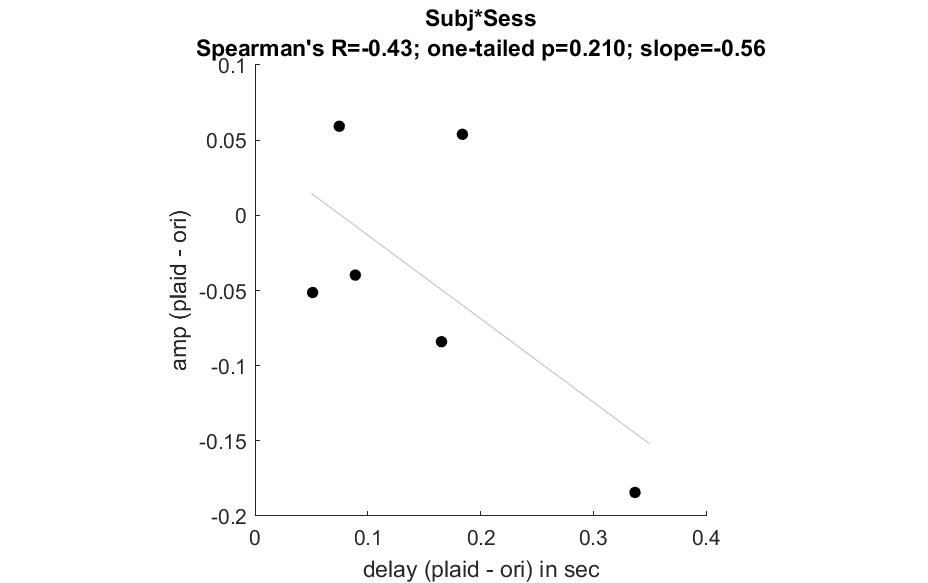 Subj*Sess
Spearman's R=-0.43; one-tailed p=0.210; slope=-0.56
0.1
0.05
0
-0.05
-0.1
-0.15
-0.2
amp (plaid - ori)
0 0.1 0.2 0.3 0.4
delay (plaid - ori) in sec